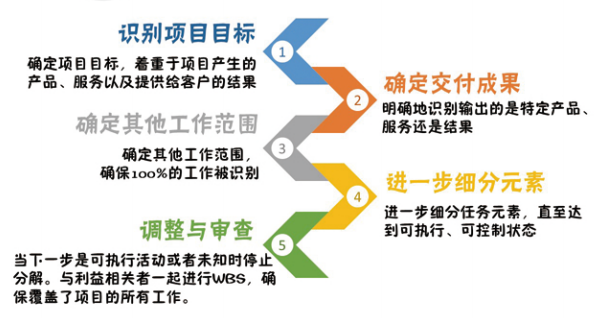 识别项目目标
1
确定项目目标，着重于项目产生的
产品、服务以及提供给客户的结果
确定交付成果
2
明确地识别输出的是特定产品、
服务还是结果
确定其他工作范围
3
确定其他工作范围，
确保100%的工作被识别
进一步细分元素
4
进一步细分任务元素，直至达
到可执行、可控制状态
调整与审查
5
当下一步是可执行活动或者未知时停止
分解。与利益相关者一起进行WBS，确
保覆盖了项目的所有工作。